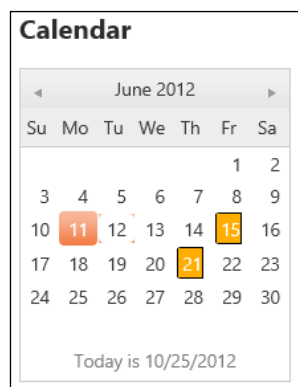 Calendar
◄ June 2012 ►
Su Mo Tu We Th Fr Sa
1 2
3 4 5 6 7 8 9
10 11 12 13 14 15 16
17 18 19 20 21 22 23
24 25 26 27 28 29 30
Today is 10/25/2012